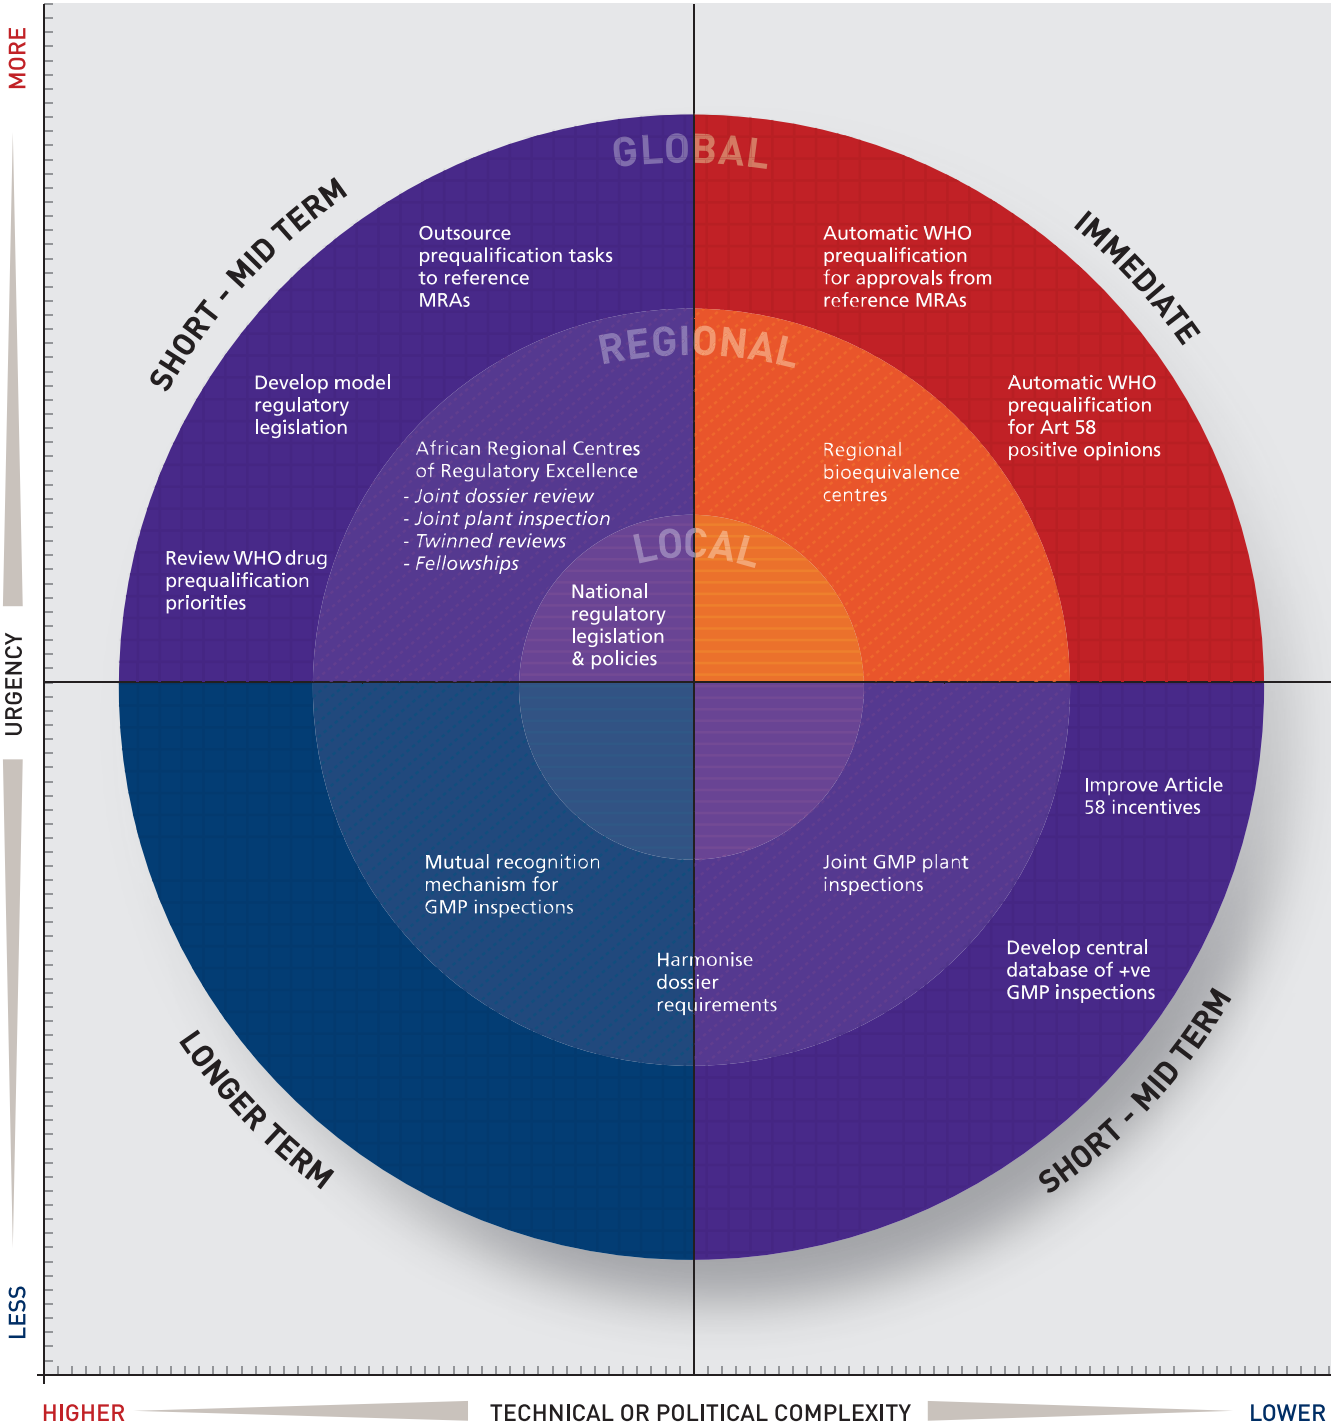 MORE
GLOBAL
SHORT - MID TERM
IMMEDIATE
Outsource
prequalification tasks
to reference
MRAs
Automatic WHO
prequalification
for approvals from
reference MRAs
REGIONAL
Develop model
regulatory
legislation
Automatic WHO
prequalification
for Art 58
positive opinions
African Regional Centres
of Regulatory Excellence
- Joint dossier review
- Joint plant inspection
- Twinned reviews
- Fellowships
Regional
bioequivalence
centres
LOCAL
Review WHO drug
prequalification
priorities
National
regulatory
legislation
& policies
URGENCY
Improve Article
58 incentives
Mutual recognition
mechanism for
GMP inspections
Joint GMP plant
inspections
Harmonise
dossier
requirements
Develop central
database of +ve
GMP inspections
LONGER TERM
SHORT - MID TERM
LESS
HIGHER
TECHNICAL OR POLITICAL COMPLEXITY
LOWER